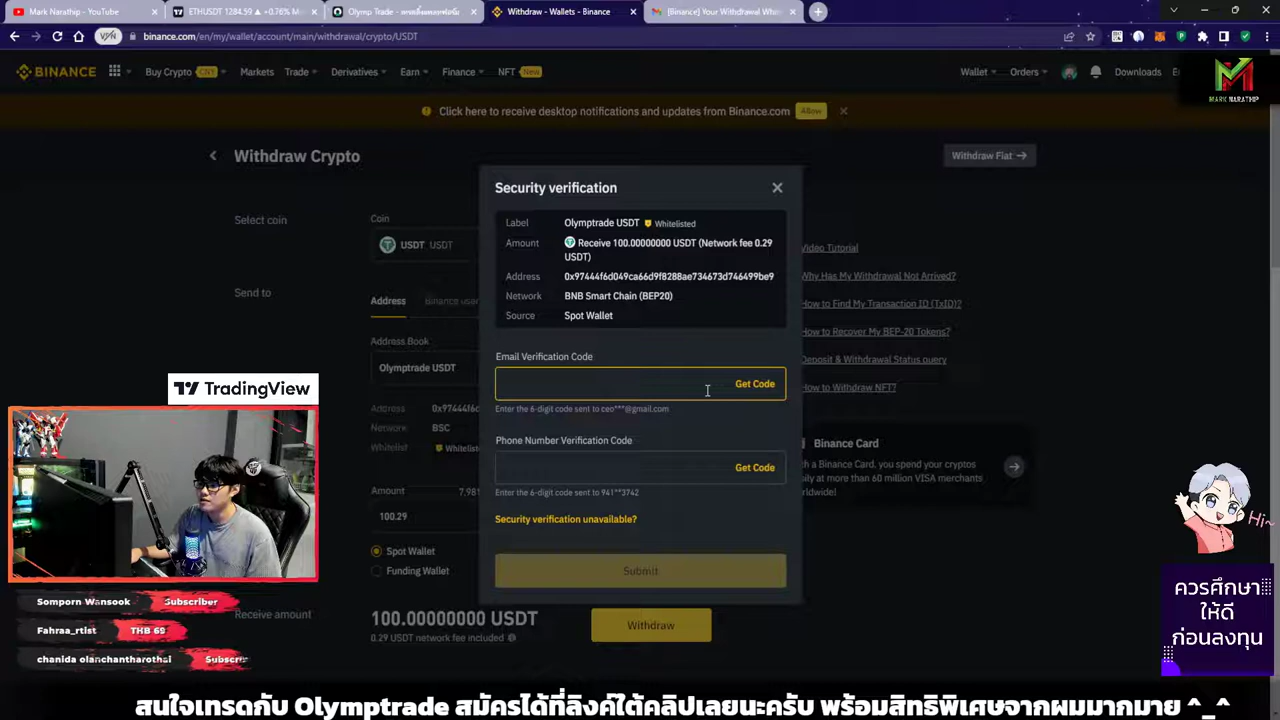 Mark Narathip - YouTube
ETHUSDT 1284.59 ▲ +0.76%
Olymp Trade -
Withdraw - Wallets - Binance
[Binance] Your Withdrawal Whi
VPN
binance.com/en/my/wallet/account/main/withdrawal/crypto/USDT
BINANCE
Buy Crypto
Markets
Trade
Derivatives
Earn
Finance
NFT
New
Wallet
Orders
Downloads
MARK NARATHIP
Click here to receive desktop notifications and updates from Binance.com
Allow
Withdraw Crypto
Withdraw Fiat →
Select coin
Coin
USDT USDT
Send to
Address
Binance user
Address Book
Olymptrade USDT
Address
0x97444f6d
Network
BSC
Whitelist
Whitelist
Amount
7,981
100.29
Spot Wallet
Funding Wallet
Receive amount
100.00000000 USDT
0.29 USDT network fee included
Withdraw
Security verification
Label
Olymptrade USDT
Whitelisted
Amount
Receive 100.00000000 USDT (Network fee 0.29
USDT)
Address
0x97444f6d049ca66d9f8288ae734673d746499be9
Network
BNB Smart Chain (BEP20)
Source
Spot Wallet
Email Verification Code
Get Code
Enter the 6-digit code sent to ceo***@gmail.com
Phone Number Verification Code
Get Code
Enter the 6-digit code sent to 941**3742
Security verification unavailable?
Submit
Video Tutorial
Why Has My Withdrawal Not Arrived?
How to Find My Transaction ID (TxID)?
How to Recover My BEP-20 Tokens?
Deposit & Withdrawal Status query
How to Withdraw NFT?
Binance Card
h a Binance Card, you spend your cryptos
ily at more than 60 million VISA merchants
orldwide!
TradingView
Somporn Wansook
Subscriber
Fahraa_rtist
THB 69
chanida olanchantharothai
Subscri
Hi~
ควรศึกษา
ให้ดี
ก่อนลงทุน
สนใจเทรดกับ Olymptrade สมัครได้ที่ลิงค์ใต้คลิปเลยนะครับ พร้อมสิทธิพิเศษจากผมมากมาย ^_^